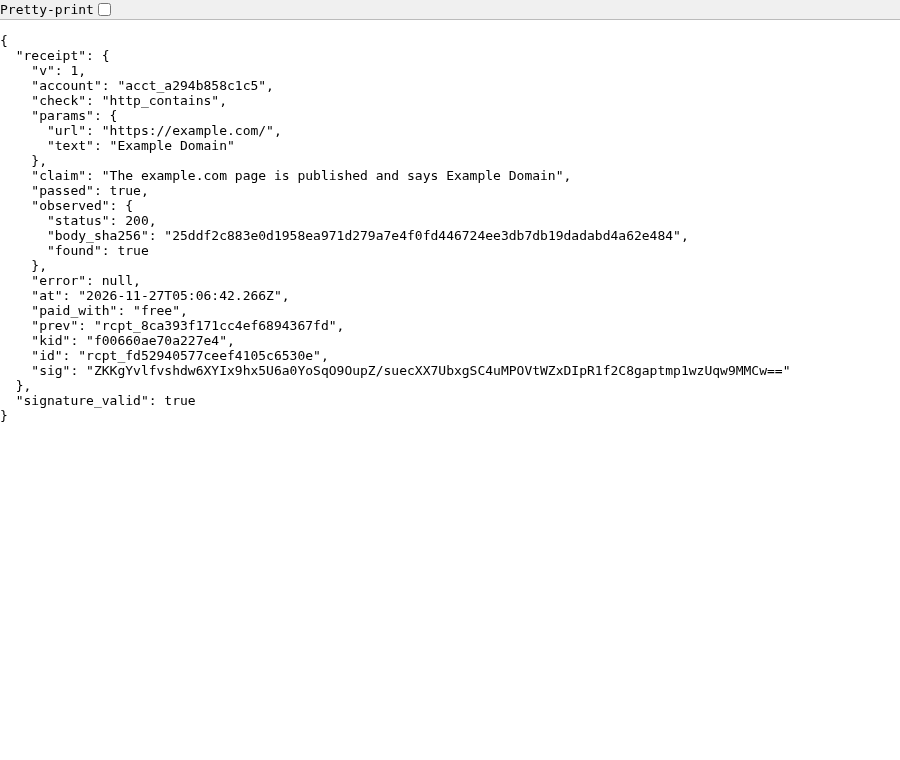 Pretty-print
{
  "receipt": {
    "v": 1,
    "account": "acct_a294b858c1c5",
    "check": "http_contains",
    "params": {
      "url": "https://example.com/",
      "text": "Example Domain"
    },
    "claim": "The example.com page is published and says Example Domain",
    "passed": true,
    "observed": {
      "status": 200,
      "body_sha256": "25ddf2c883e0d1958ea971d279a7e4f0fd446724ee3db7db19dadabd4a62e484",
      "found": true
    },
    "error": null,
    "at": "2026-11-27T05:06:42.266Z",
    "paid_with": "free",
    "prev": "rcpt_8ca393f171cc4ef6894367fd",
    "kid": "f00660ae70a227e4",
    "id": "rcpt_fd52940577ceef4105c6530e",
    "sig": "ZKKgYvlfvshdw6XYIx9hx5U6a0YoSqO9OupZ/suecXX7UbxgSC4uMPOVtWZxDIpR1f2C8gaptmp1wzUqw9MMCw=="
  },
  "signature_valid": true
}